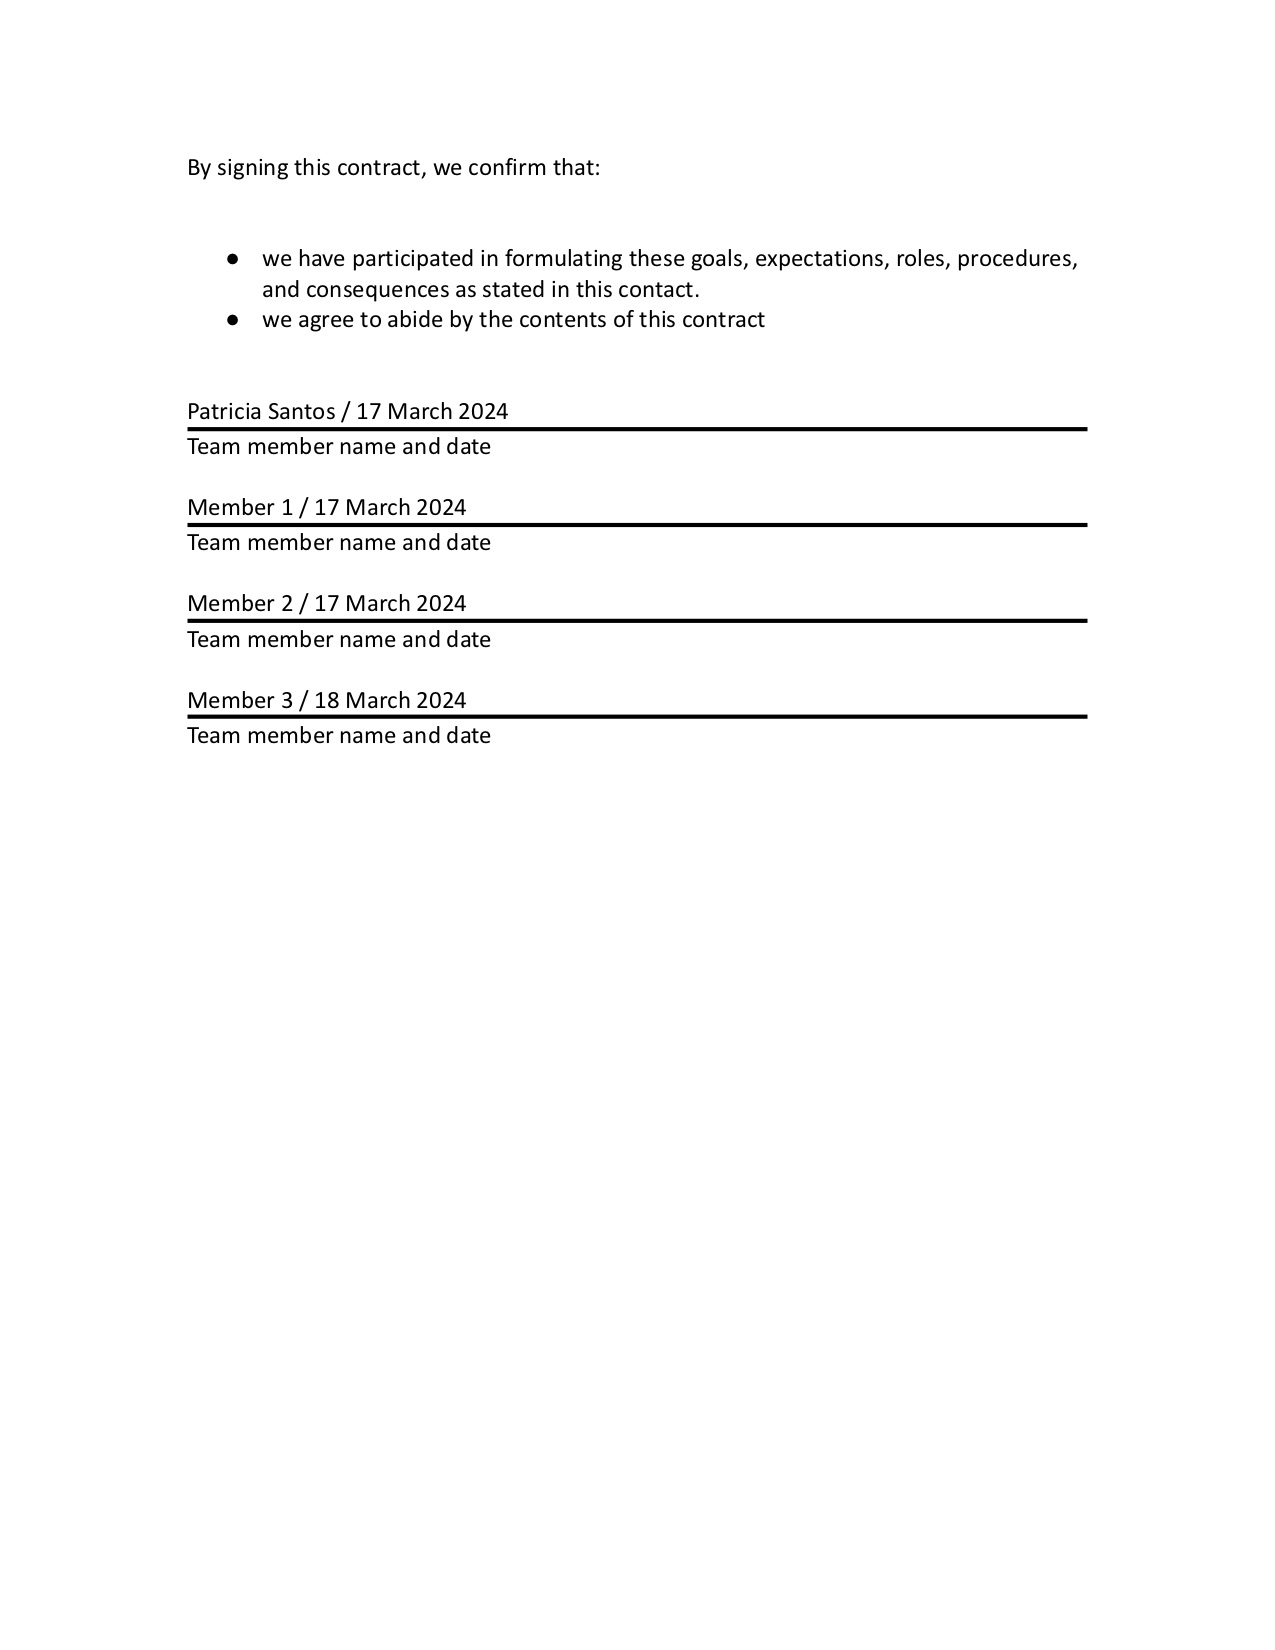 By signing this contract, we confirm that:
● we have participated in formulating these goals, expectations, roles, procedures,
and consequences as stated in this contact.
● we agree to abide by the contents of this contract
Patricia Santos / 17 March 2024
Team member name and date
Member 1 / 17 March 2024
Team member name and date
Member 2 / 17 March 2024
Team member name and date
Member 3 / 18 March 2024
Team member name and date